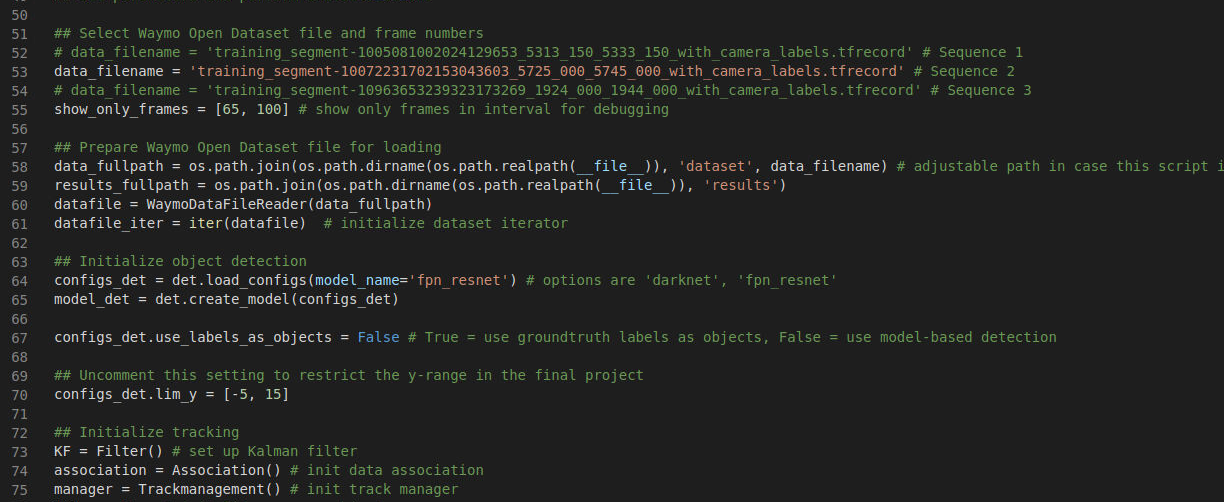 50
51 ## Select Waymo Open Dataset file and frame numbers
52 # data_filename = 'training_segment-1005081002024129653_5313_150_5333_150_with_camera_labels.tfrecord' # Sequence 1
53 data_filename = 'training_segment-10072231702153043603_5725_000_5745_000_with_camera_labels.tfrecord' # Sequence 2
54 # data_filename = 'training_segment-10963653239323173269_1924_000_1944_000_with_camera_labels.tfrecord' # Sequence 3
55 show_only_frames = [65, 100] # show only frames in interval for debugging
56
57 ## Prepare Waymo Open Dataset file for loading
58 data_fullpath = os.path.join(os.path.dirname(os.path.realpath(__file__)), 'dataset', data_filename) # adjustable path in case this script i
59 results_fullpath = os.path.join(os.path.dirname(os.path.realpath(__file__)), 'results')
60 datafile = WaymoDataFileReader(data_fullpath)
61 datafile_iter = iter(datafile)  # initialize dataset iterator
62
63 ## Initialize object detection
64 configs_det = det.load_configs(model_name='fpn_resnet') # options are 'darknet', 'fpn_resnet'
65 model_det = det.create_model(configs_det)
66
67 configs_det.use_labels_as_objects = False # True = use groundtruth labels as objects, False = use model-based detection
68
69 ## Uncomment this setting to restrict the y-range in the final project
70 configs_det.lim_y = [-5, 15]
71
72 ## Initialize tracking
73 KF = Filter() # set up Kalman filter
74 association = Association() # init data association
75 manager = Trackmanagement() # init track manager